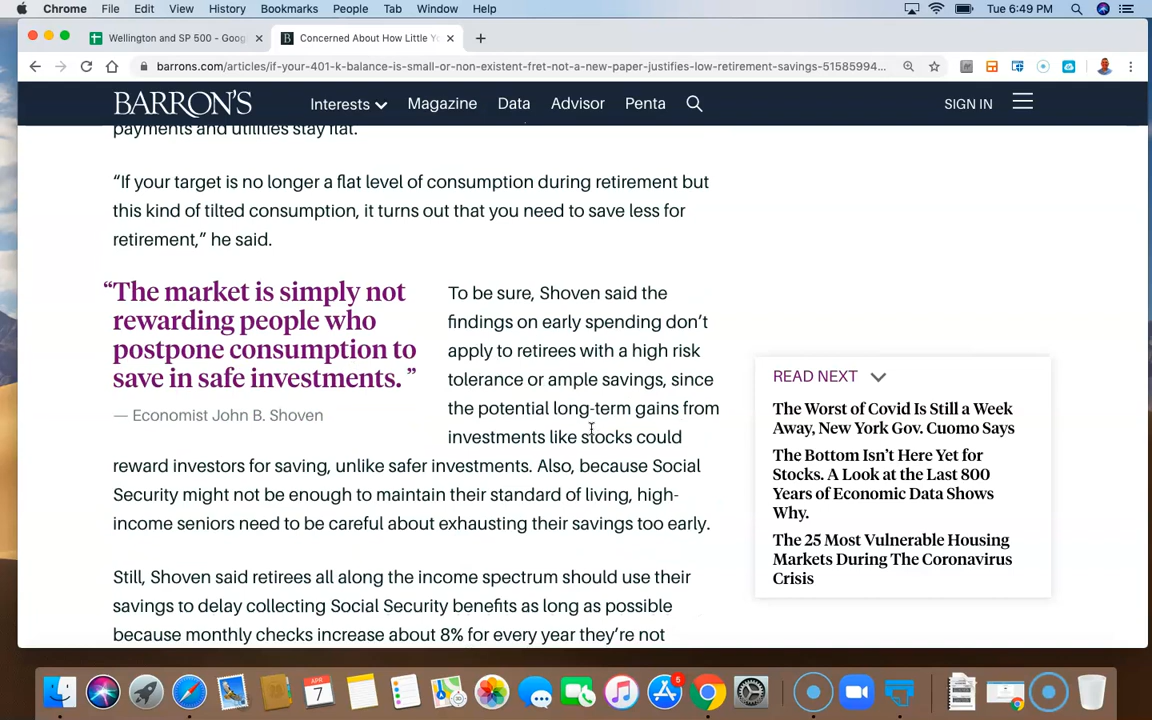 Chrome File Edit View History Bookmarks People Tab Window Help
Tue 6:49 PM
Wellington and SP 500 - Goog
Concerned About How Little Yo
barrons.com/articles/if-your-401-k-balance-is-small-or-non-existent-fret-not-a-new-paper-justifies-low-retirement-savings-51585994...
BARRON'S Interests Magazine Data Advisor Penta SIGN IN
payments and utilities stay flat.
“If your target is no longer a flat level of consumption during retirement but
this kind of tilted consumption, it turns out that you need to save less for
retirement,” he said.
“The market is simply not
rewarding people who
postpone consumption to
save in safe investments. ”
— Economist John B. Shoven
To be sure, Shoven said the
findings on early spending don’t
apply to retirees with a high risk
tolerance or ample savings, since
the potential long-term gains from
investments like stocks could
reward investors for saving, unlike safer investments. Also, because Social
Security might not be enough to maintain their standard of living, high-
income seniors need to be careful about exhausting their savings too early.
Still, Shoven said retirees all along the income spectrum should use their
savings to delay collecting Social Security benefits as long as possible
because monthly checks increase about 8% for every year they’re not
READ NEXT
The Worst of Covid Is Still a Week
Away, New York Gov. Cuomo Says
The Bottom Isn’t Here Yet for
Stocks. A Look at the Last 800
Years of Economic Data Shows
Why.
The 25 Most Vulnerable Housing
Markets During The Coronavirus
Crisis
APR
7
5